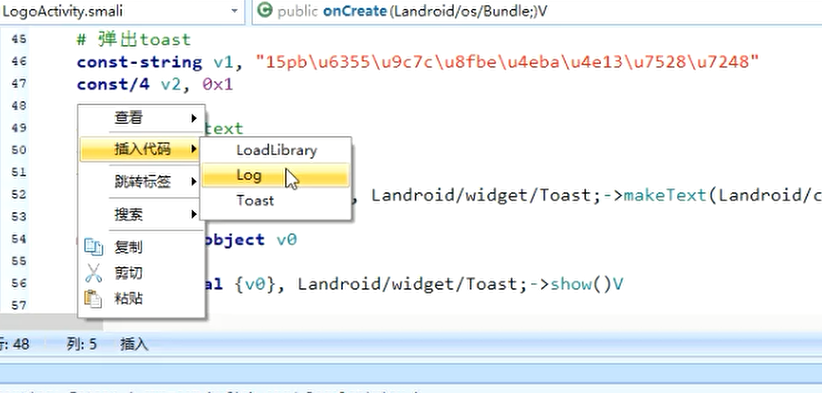 LogoActivity.smali
public onCreate(Landroid/os/Bundle;)V
45 # 弹出toast
46 const-string v1, "15pb\u6355\u9c7c\u8fbe\u4eba\u4e13\u7528\u7248"
47 const/4 v2, 0x1
48
查看
49 text
50 插入代码 LoadLibrary
51 Log
跳转标签
52 , Landroid/widget/Toast;->makeText(Landroid/c
Toast
53 搜索
54 object v0
复制
55 剪切
56 al {v0}, Landroid/widget/Toast;->show()V
粘贴
57
行: 48 列: 5 插入